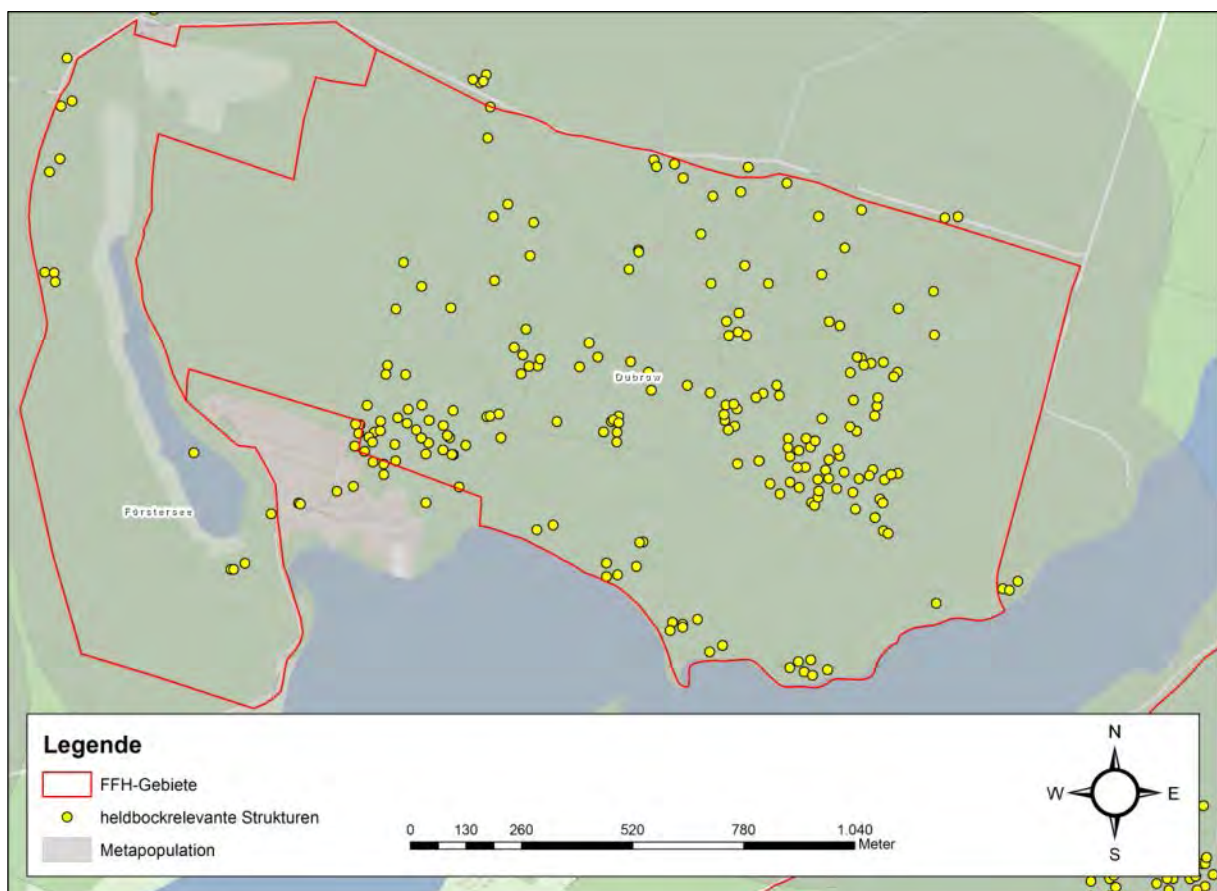 Dubrow
Förstersee
Legende
FFH-Gebiete
heldbockrelevante Strukturen
Metapopulation
0 130 260 520 780 1.040
Meter
N
W E
S